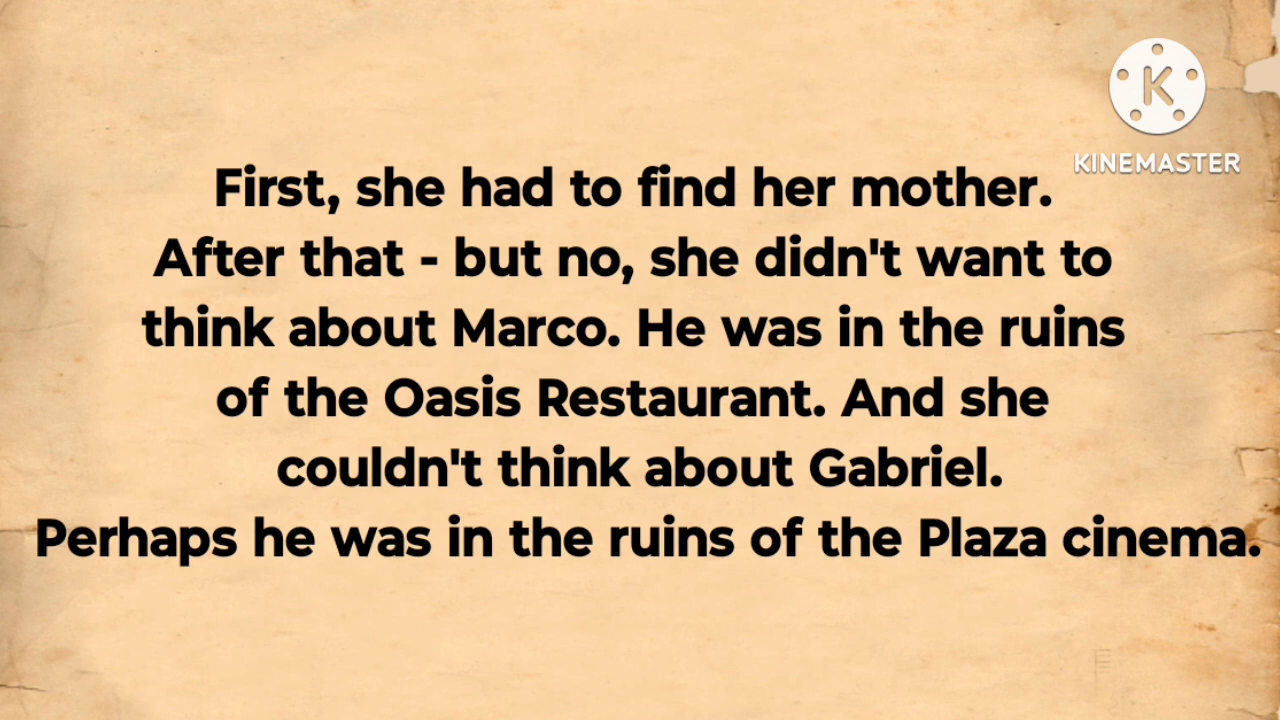 KINEMASTER
First, she had to find her mother.
After that - but no, she didn't want to
think about Marco. He was in the ruins
of the Oasis Restaurant. And she
couldn't think about Gabriel.
Perhaps he was in the ruins of the Plaza cinema.